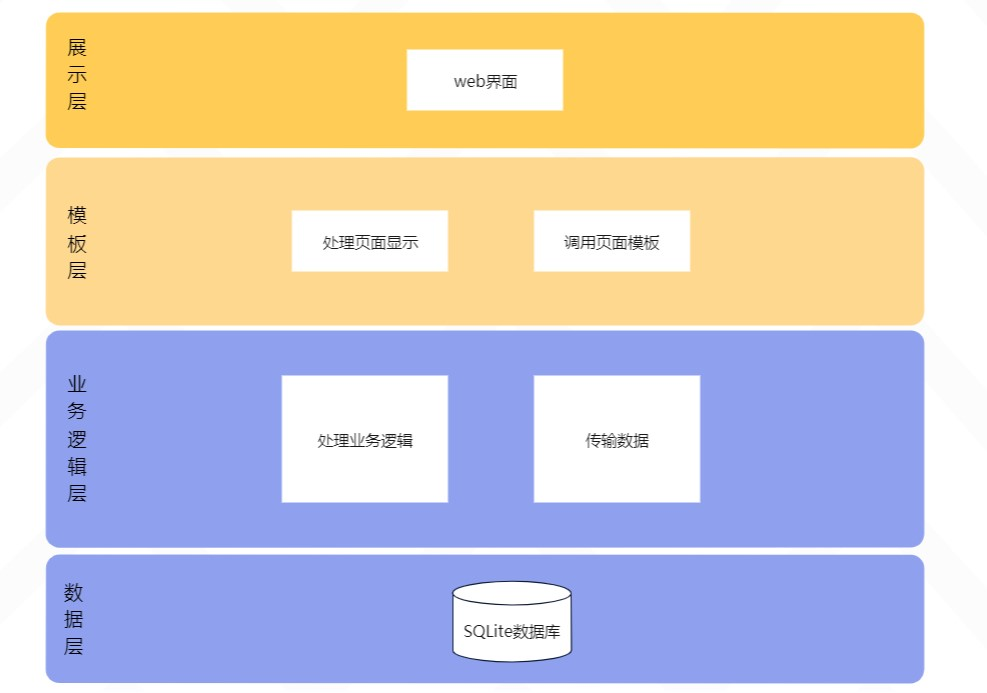 展示层
web界面
模板层
处理页面显示
调用页面模板
业务逻辑层
处理业务逻辑
传输数据
数据层
SQLite数据库